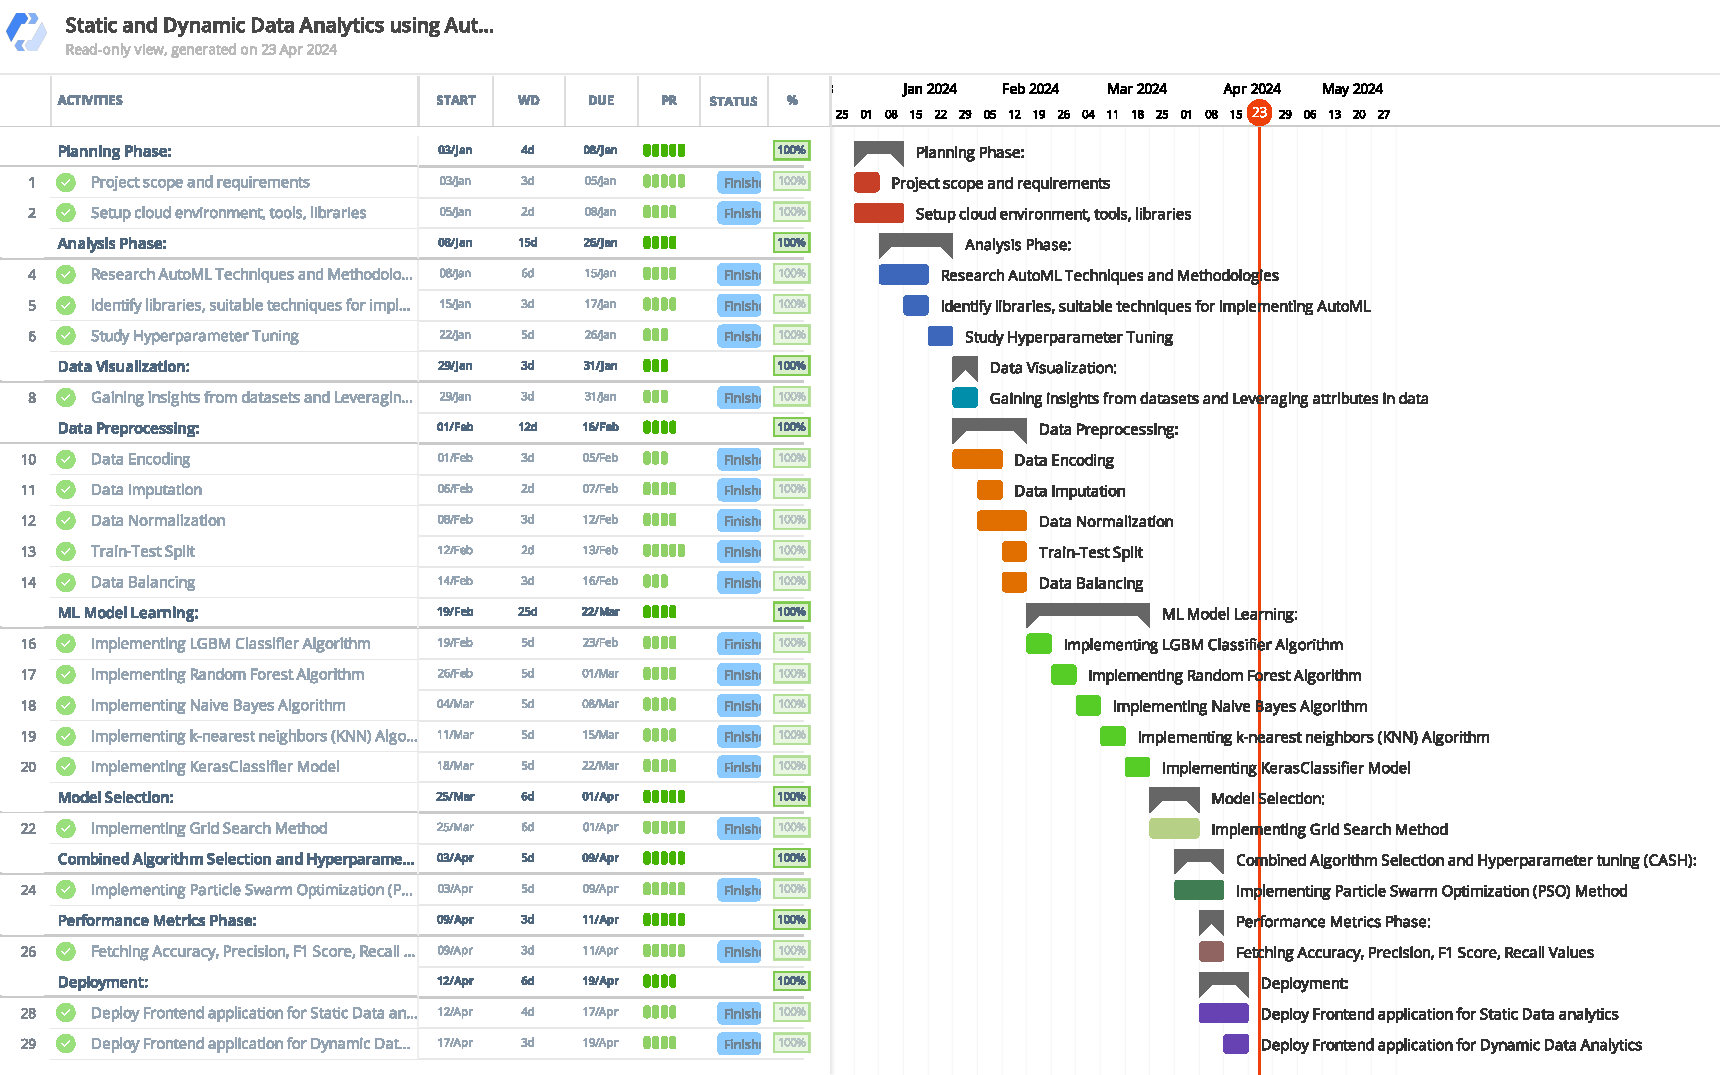 Static and Dynamic Data Analytics using Aut...
Read-only view, generated on 23 Apr 2024
ACTIVITIES START WD DUE PR STATUS %
Jan 2024 Feb 2024 Mar 2024 Apr 2024 May 2024
25 01 08 15 22 29 05 12 19 26 04 11 18 25 01 08 15 23 29 06 13 20 27
Planning Phase: 03/Jan 4d 08/Jan 100% Planning Phase:
1 Project scope and requirements 03/Jan 3d 05/Jan Finish 100% Project scope and requirements
2 Setup cloud environment, tools, libraries 05/Jan 2d 08/Jan Finish 100% Setup cloud environment, tools, libraries
Analysis Phase: 08/Jan 15d 26/Jan 100% Analysis Phase:
4 Research AutoML Techniques and Methodolo... 08/Jan 6d 15/Jan Finish 100% Research AutoML Techniques and Methodologies
5 Identify libraries, suitable techniques for impl... 15/Jan 3d 17/Jan Finish 100% Identify libraries, suitable techniques for implementing AutoML
6 Study Hyperparameter Tuning 22/Jan 5d 26/Jan Finish 100% Study Hyperparameter Tuning
Data Visualization: 29/Jan 3d 31/Jan 100% Data Visualization:
8 Gaining insights from datasets and Leveragin... 29/Jan 3d 31/Jan Finish 100% Gaining insights from datasets and Leveraging attributes in data
Data Preprocessing: 01/Feb 12d 16/Feb 100% Data Preprocessing:
10 Data Encoding 01/Feb 3d 05/Feb Finish 100% Data Encoding
11 Data Imputation 06/Feb 2d 07/Feb Finish 100% Data Imputation
12 Data Normalization 08/Feb 3d 12/Feb Finish 100% Data Normalization
13 Train-Test Split 12/Feb 2d 13/Feb Finish 100% Train-Test Split
14 Data Balancing 14/Feb 3d 16/Feb Finish 100% Data Balancing
ML Model Learning: 19/Feb 25d 22/Mar 100% ML Model Learning:
16 Implementing LGBM Classifier Algorithm 19/Feb 5d 23/Feb Finish 100% Implementing LGBM Classifier Algorithm
17 Implementing Random Forest Algorithm 26/Feb 5d 01/Mar Finish 100% Implementing Random Forest Algorithm
18 Implementing Naive Bayes Algorithm 04/Mar 5d 08/Mar Finish 100% Implementing Naive Bayes Algorithm
19 Implementing k-nearest neighbors (KNN) Algo... 11/Mar 5d 15/Mar Finish 100% Implementing k-nearest neighbors (KNN) Algorithm
20 Implementing KerasClassifier Model 18/Mar 5d 22/Mar Finish 100% Implementing KerasClassifier Model
Model Selection: 25/Mar 6d 01/Apr 100% Model Selection:
22 Implementing Grid Search Method 25/Mar 6d 01/Apr Finish 100% Implementing Grid Search Method
Combined Algorithm Selection and Hyperparame... 03/Apr 5d 09/Apr 100% Combined Algorithm Selection and Hyperparameter tuning (CASH):
24 Implementing Particle Swarm Optimization (P... 03/Apr 5d 09/Apr Finish 100% Implementing Particle Swarm Optimization (PSO) Method
Performance Metrics Phase: 09/Apr 3d 11/Apr 100% Performance Metrics Phase:
26 Fetching Accuracy, Precision, F1 Score, Recall ... 09/Apr 3d 11/Apr Finish 100% Fetching Accuracy, Precision, F1 Score, Recall Values
Deployment: 12/Apr 6d 19/Apr 100% Deployment:
28 Deploy Frontend application for Static Data an... 12/Apr 4d 17/Apr Finish 100% Deploy Frontend application for Static Data analytics
29 Deploy Frontend application for Dynamic Dat... 17/Apr 3d 19/Apr Finish 100% Deploy Frontend application for Dynamic Data Analytics